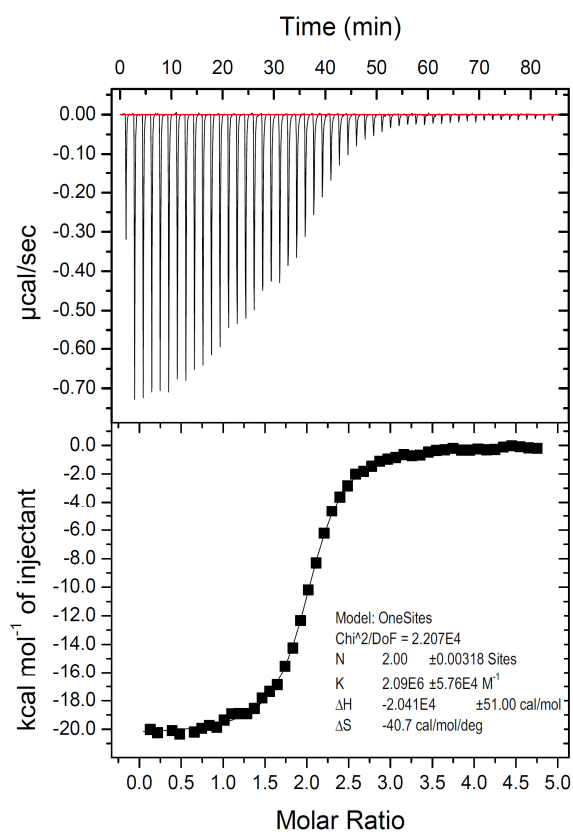 Time (min)
0 10 20 30 40 50 60 70 80
0.00
-0.10
-0.20
-0.30
-0.40
-0.50
-0.60
-0.70
µcal/sec
0.0
-2.0
-4.0
-6.0
-8.0
-10.0
-12.0
-14.0
-16.0
-18.0
-20.0
kcal mol⁻¹ of injectant
Model: OneSites
Chi^2/DoF = 2.207E4
N 2.00 ±0.00318 Sites
K 2.09E6 ±5.76E4 M⁻¹
ΔH -2.041E4 ±51.00 cal/mol
ΔS -40.7 cal/mol/deg
0.0 0.5 1.0 1.5 2.0 2.5 3.0 3.5 4.0 4.5 5.0
Molar Ratio